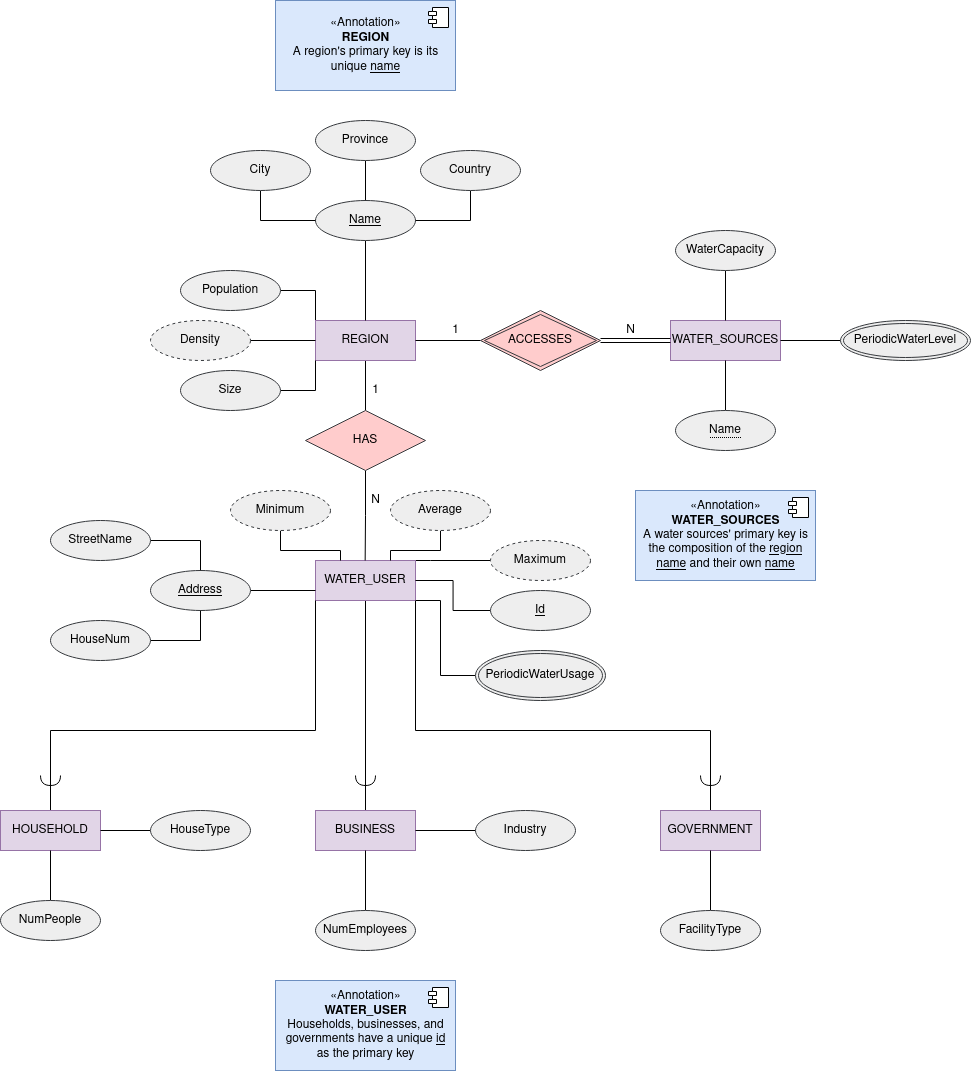 «Annotation»
REGION
A region's primary key is its
unique name
Province
City
Country
Name
WaterCapacity
Population
Density
REGION
1
ACCESSES
N
WATER_SOURCES
PeriodicWaterLevel
Size
1
Name
HAS
N
Minimum
Average
«Annotation»
WATER_SOURCES
A water sources' primary key is
the composition of the region
name and their own name
StreetName
Maximum
WATER_USER
Address
Id
HouseNum
PeriodicWaterUsage
HOUSEHOLD
HouseType
BUSINESS
Industry
GOVERNMENT
NumPeople
NumEmployees
FacilityType
«Annotation»
WATER_USER
Households, businesses, and
governments have a unique id
as the primary key